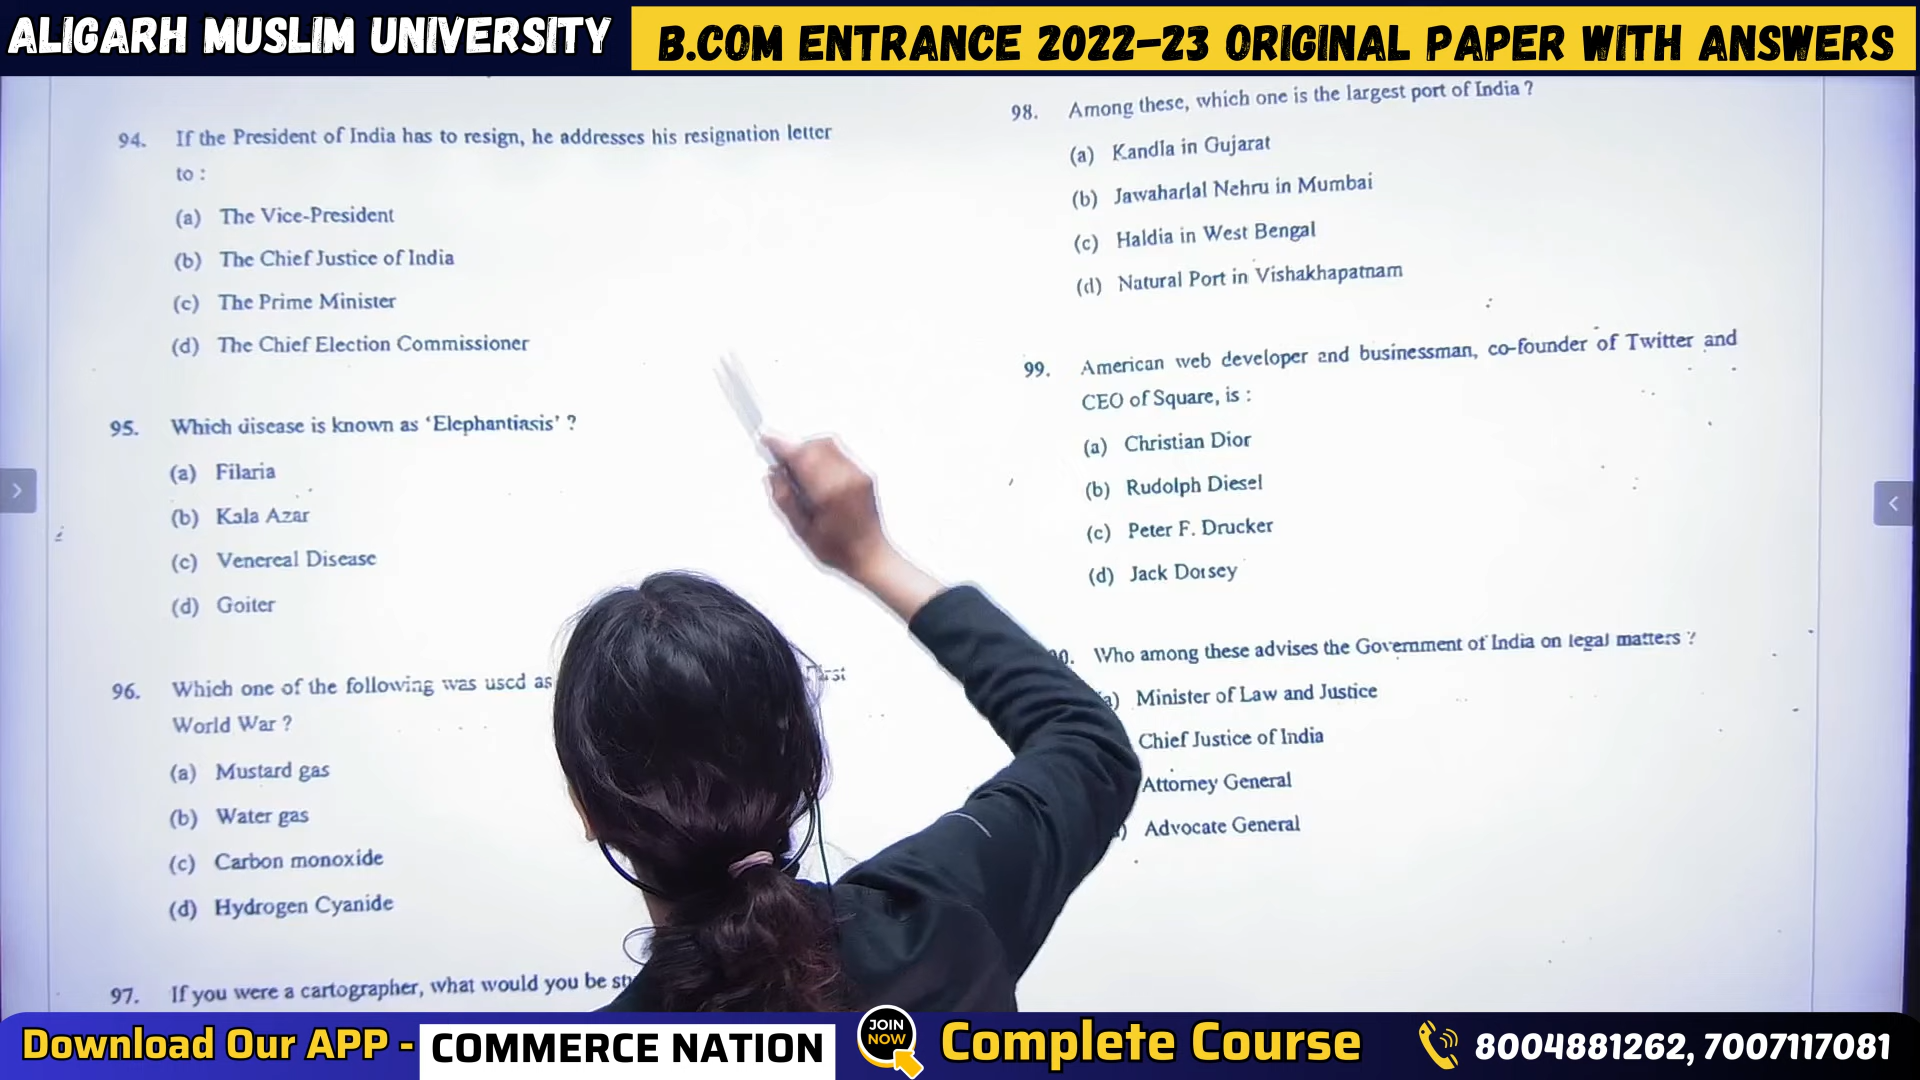 ALIGARH MUSLIM UNIVERSITY
B.COM ENTRANCE 2022-23 ORIGINAL PAPER WITH ANSWERS
94. If the President of India has to resign, he addresses his resignation letter
to :
(a) The Vice-President
(b) The Chief Justice of India
(c) The Prime Minister
(d) The Chief Election Commissioner
95. Which disease is known as ‘Elephantiasis’ ?
(a) Filaria
(b) Kala Azar
(c) Venereal Disease
(d) Goiter
96. Which one of the following was used as First
World War ?
(a) Mustard gas
(b) Water gas
(c) Carbon monoxide
(d) Hydrogen Cyanide
97. If you were a cartographer, what would you be
98. Among these, which one is the largest port of India ?
(a) Kandla in Gujarat
(b) Jawaharlal Nehru in Mumbai
(c) Haldia in West Bengal
(d) Natural Port in Vishakhapatnam
99. American web developer and businessman, co-founder of Twitter and
CEO of Square, is :
(a) Christian Dior
(b) Rudolph Diesel
(c) Peter F. Drucker
(d) Jack Dorsey
Who among these advises the Government of India on legal matters ?
Minister of Law and Justice
Chief Justice of India
Attorney General
Advocate General
Download Our APP - COMMERCE NATION
JOIN
NOW
Complete Course
8004881262, 7007117081